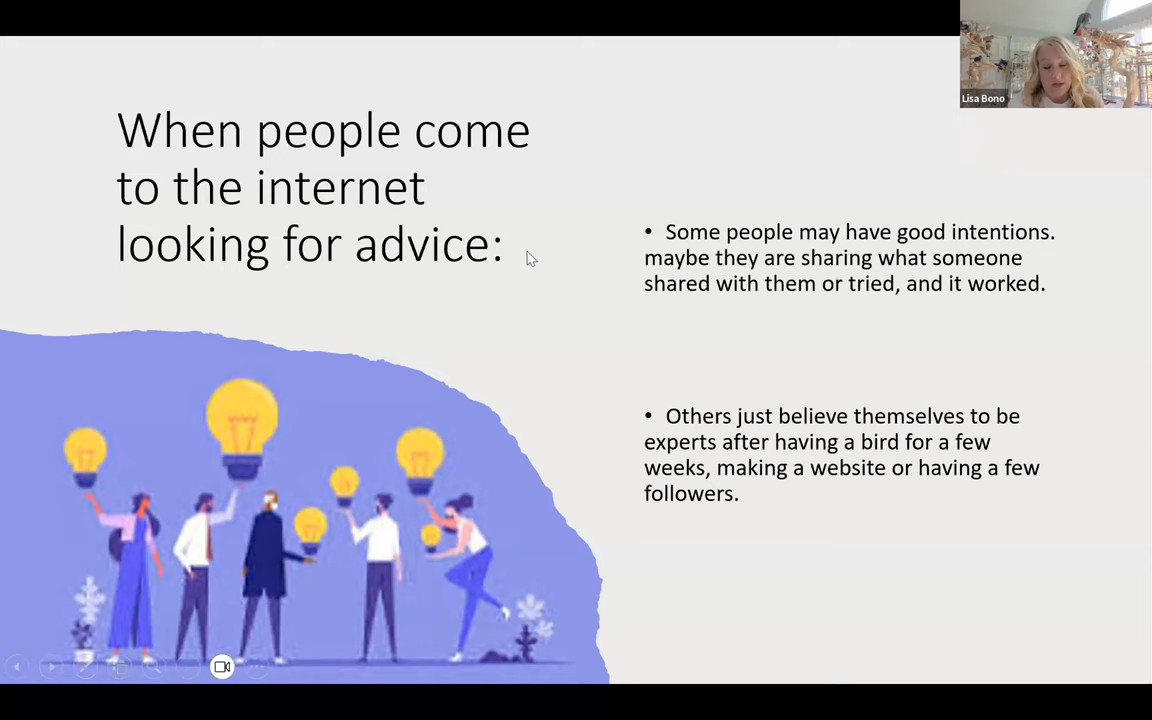 Lisa Bono
When people come
to the internet
looking for advice:
• Some people may have good intentions.
maybe they are sharing what someone
shared with them or tried, and it worked.
• Others just believe themselves to be
experts after having a bird for a few
weeks, making a website or having a few
followers.